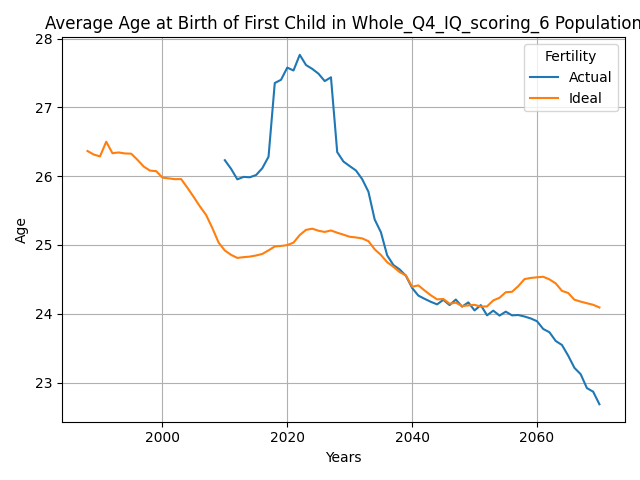 Average Age at Birth of First Child in Whole_Q4_IQ_scoring_6 Population
28
27
26
25
24
23
Age
2000
2020
2040
2060
Years
Fertility
Actual
Ideal